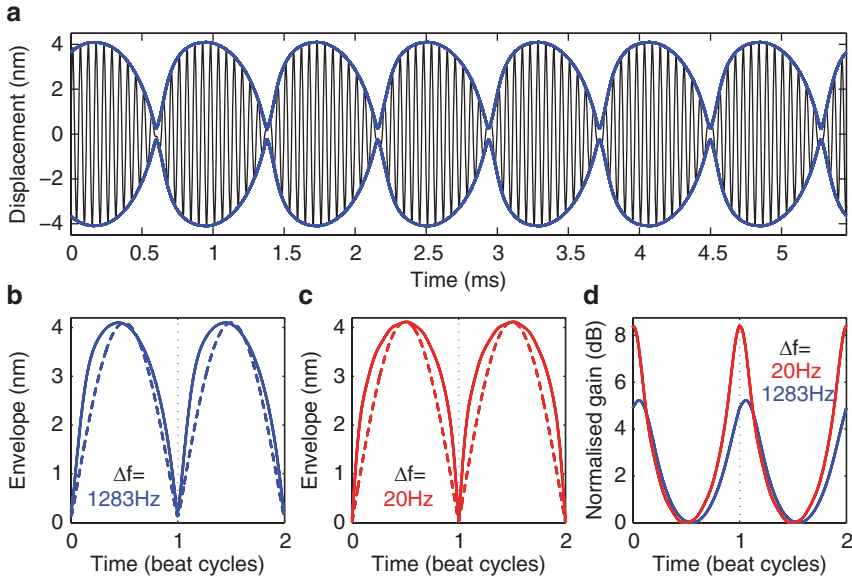 a
Displacement (nm)
4
2
0
−2
−4
0 0.5 1 1.5 2 2.5 3 3.5 4 4.5 5
Time (ms)
b
Envelope (nm)
4
3
2
1
0
Δf=
1283Hz
0 1 2
Time (beat cycles)
c
Envelope (nm)
4
3
2
1
0
Δf=
20Hz
0 1 2
Time (beat cycles)
d
Normalised gain (dB)
8
6
4
2
0
Δf=
20Hz
1283Hz
0 1 2
Time (beat cycles)